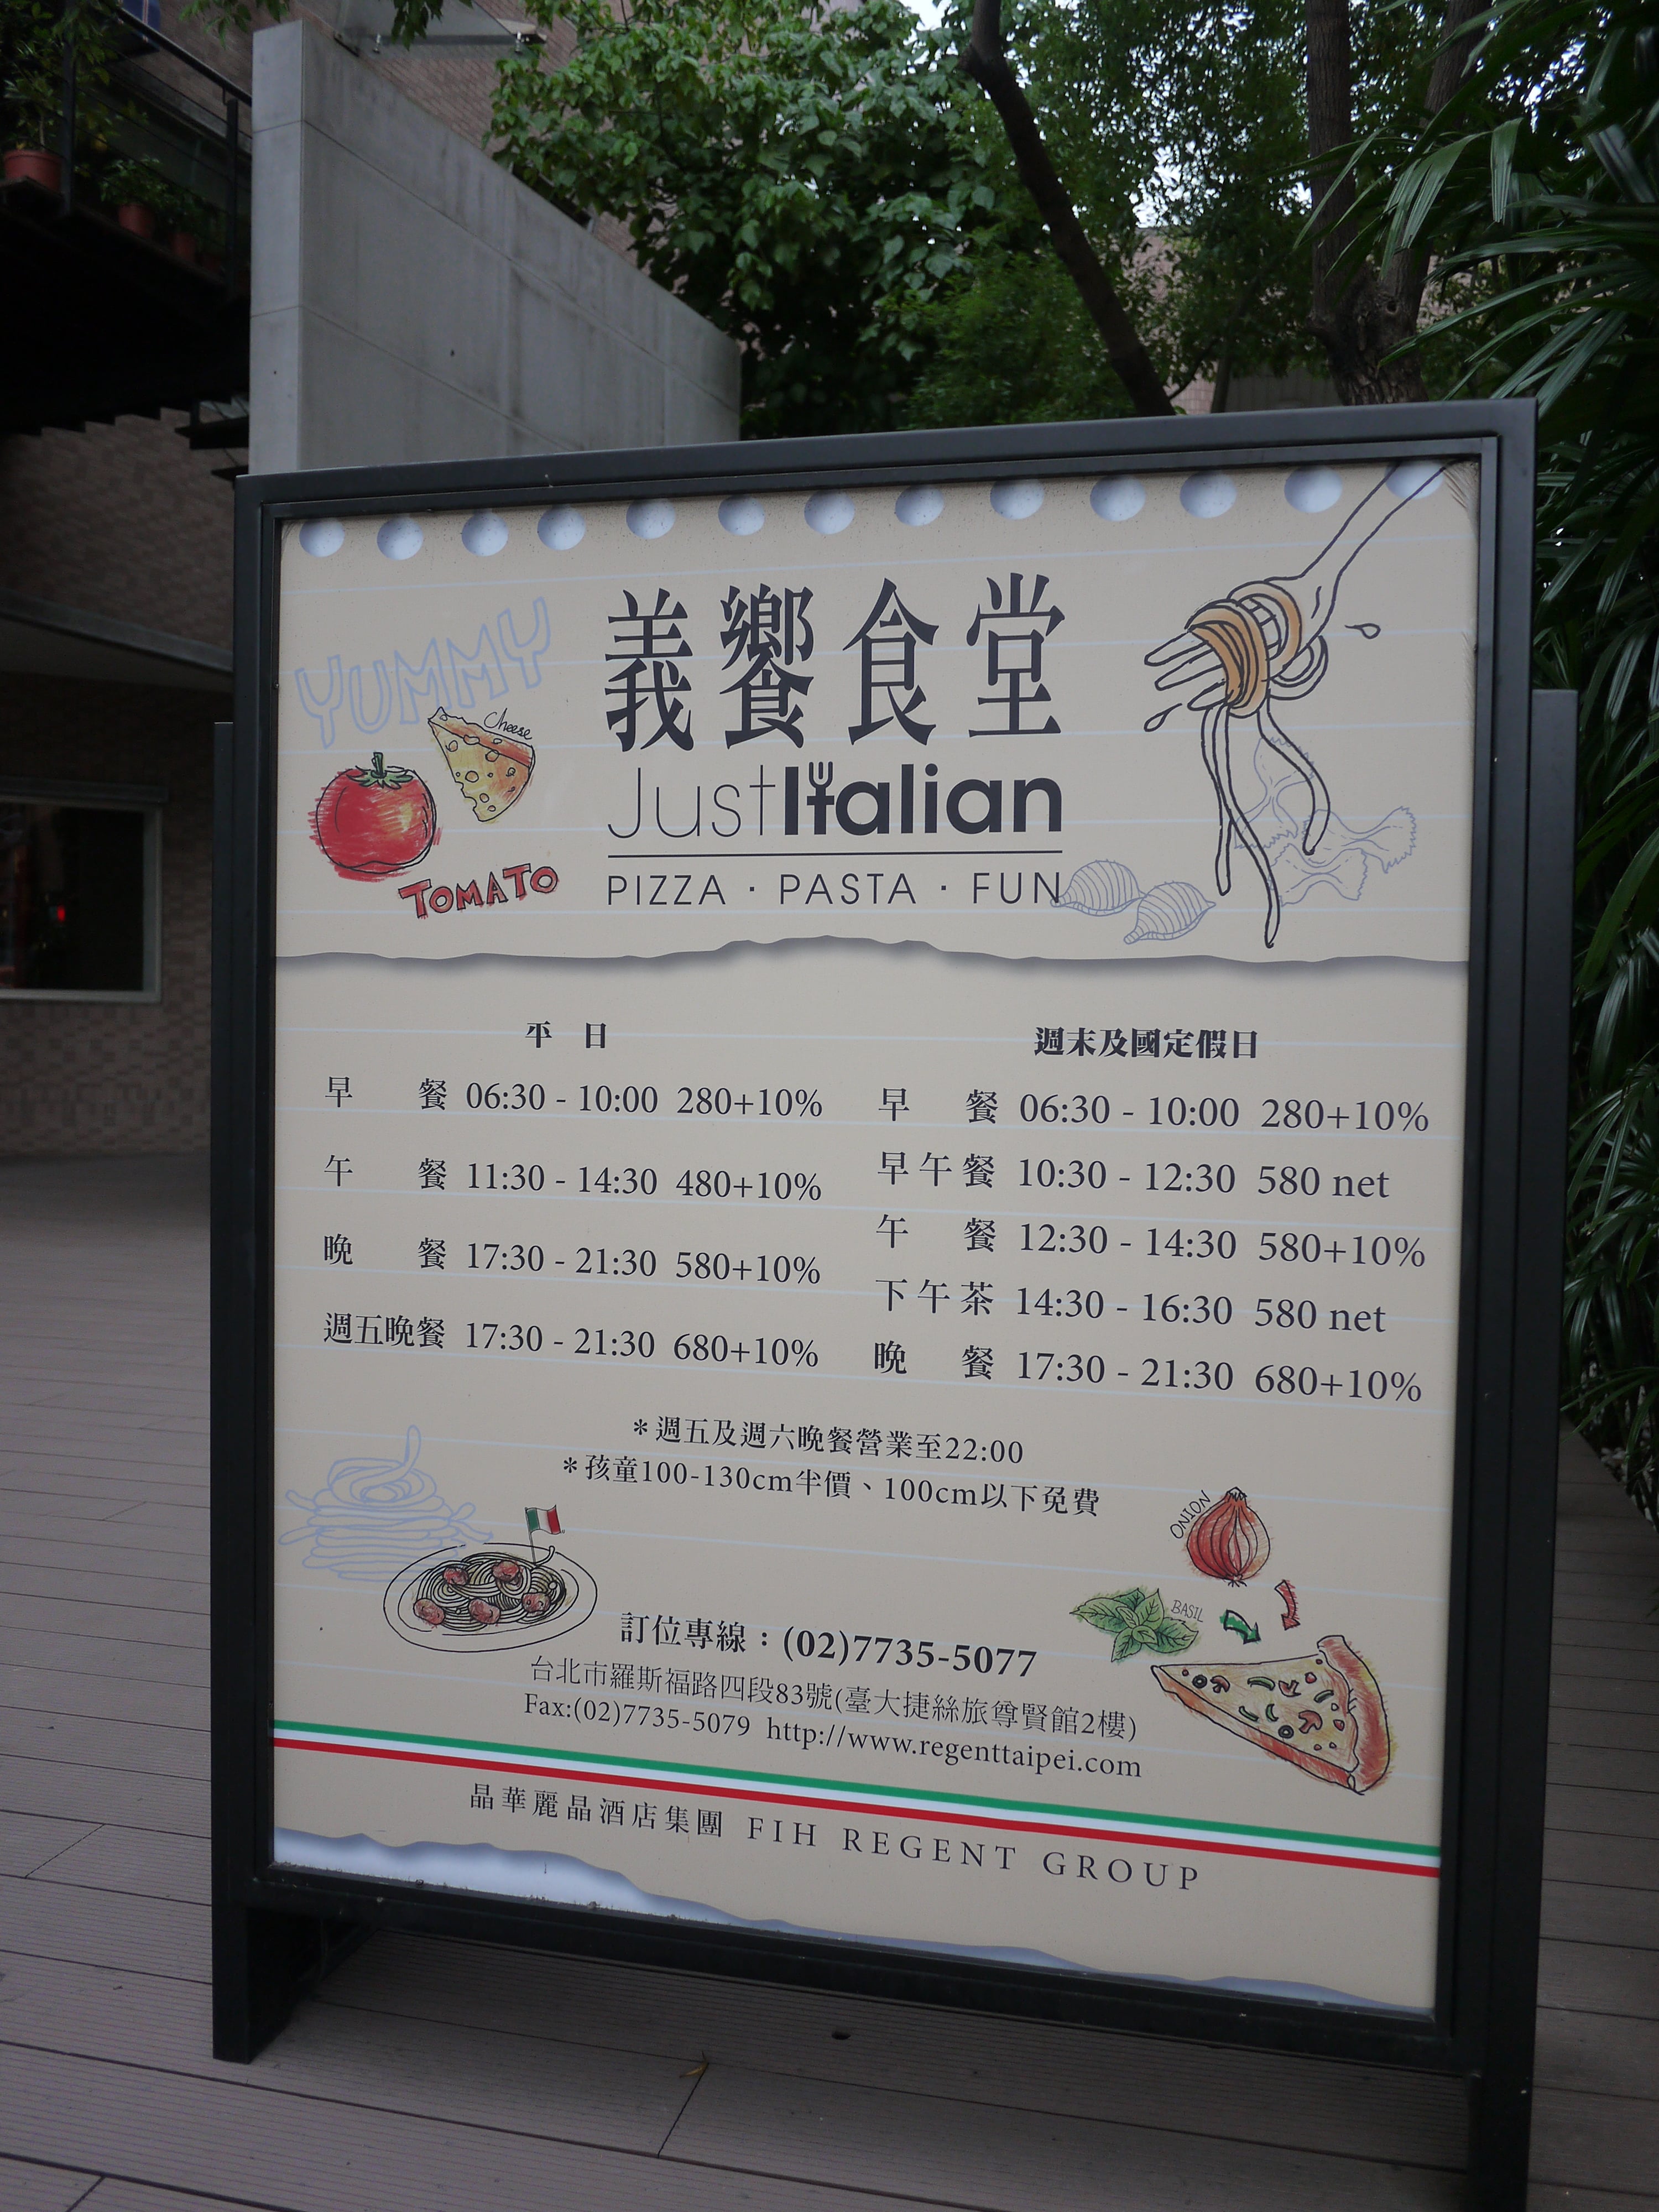 義饗食堂
JustItalian
PIZZA · PASTA · FUN
YUMMY
Cheese
TOMATO
平 日
早 餐 06:30 - 10:00 280+10%
午 餐 11:30 - 14:30 480+10%
晚 餐 17:30 - 21:30 580+10%
週五晚餐 17:30 - 21:30 680+10%
週末及國定假日
早 餐 06:30 - 10:00 280+10%
早午餐 10:30 - 12:30 580 net
午 餐 12:30 - 14:30 580+10%
下午茶 14:30 - 16:30 580 net
晚 餐 17:30 - 21:30 680+10%
＊週五及週六晚餐營業至22:00
＊孩童100-130cm半價、100cm以下免費
ONION
BASIL
訂位專線：(02)7735-5077
台北市羅斯福路四段83號(臺大捷絲旅尊賢館2樓)
Fax:(02)7735-5079 http://www.regenttaipei.com
晶華麗晶酒店集團 FIH REGENT GROUP